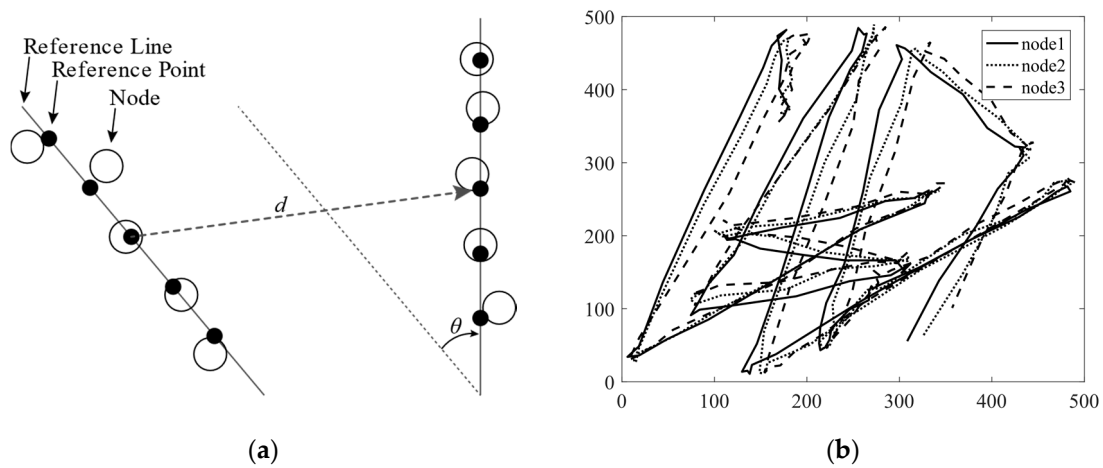 Reference Line
Reference Point
Node
d
θ
(a)
(b)
500
400
300
200
100
0
0 100 200 300 400 500
node1
node2
node3